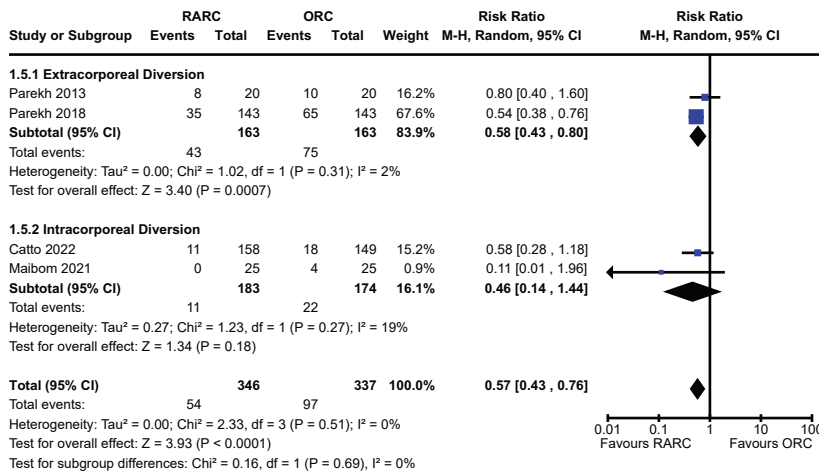 RARC ORC Risk Ratio Risk Ratio
Study or Subgroup Events Total Events Total Weight M-H, Random, 95% CI M-H, Random, 95% CI
1.5.1 Extracorporeal Diversion
Parekh 2013 8 20 10 20 16.2% 0.80 [0.40 , 1.60]
Parekh 2018 35 143 65 143 67.6% 0.54 [0.38 , 0.76]
Subtotal (95% CI) 163 163 83.9% 0.58 [0.43 , 0.80]
Total events: 43 75
Heterogeneity: Tau² = 0.00; Chi² = 1.02, df = 1 (P = 0.31); I² = 2%
Test for overall effect: Z = 3.40 (P = 0.0007)
1.5.2 Intracorporeal Diversion
Catto 2022 11 158 18 149 15.2% 0.58 [0.28 , 1.18]
Maibom 2021 0 25 4 25 0.9% 0.11 [0.01 , 1.96]
Subtotal (95% CI) 183 174 16.1% 0.46 [0.14 , 1.44]
Total events: 11 22
Heterogeneity: Tau² = 0.27; Chi² = 1.23, df = 1 (P = 0.27); I² = 19%
Test for overall effect: Z = 1.34 (P = 0.18)
Total (95% CI) 346 337 100.0% 0.57 [0.43 , 0.76]
Total events: 54 97
Heterogeneity: Tau² = 0.00; Chi² = 2.33, df = 3 (P = 0.51); I² = 0%
0.01 0.1 1 10 100
Test for overall effect: Z = 3.93 (P < 0.0001)
Favours RARC Favours ORC
Test for subgroup differences: Chi² = 0.16, df = 1 (P = 0.69), I² = 0%